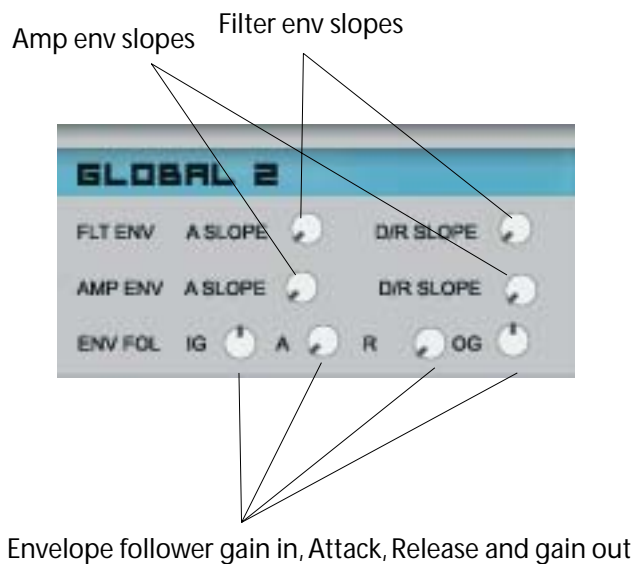 Filter env slopes
Amp env slopes
GLOBAL 2
FLT ENV A SLOPE D/R SLOPE
AMP ENV A SLOPE D/R SLOPE
ENV FOL IG A R OG
Envelope follower gain in, Attack, Release and gain out